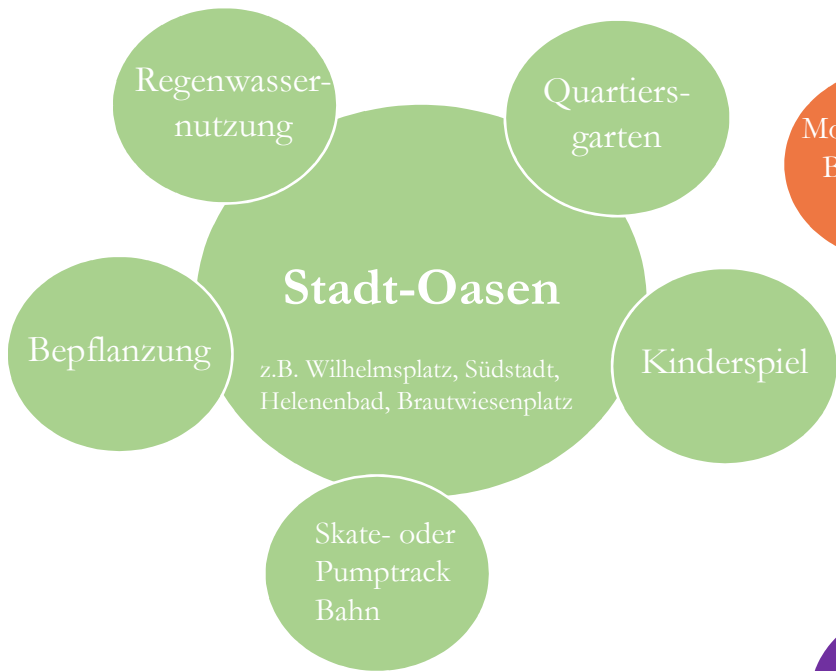 Regenwasser-
nutzung
Quartiers-
garten
Stadt-Oasen
z.B. Wilhelmsplatz, Südstadt,
Helenenbad, Brautwiesenplatz
Bepflanzung
Kinderspiel
Skate- oder
Pumptrack
Bahn